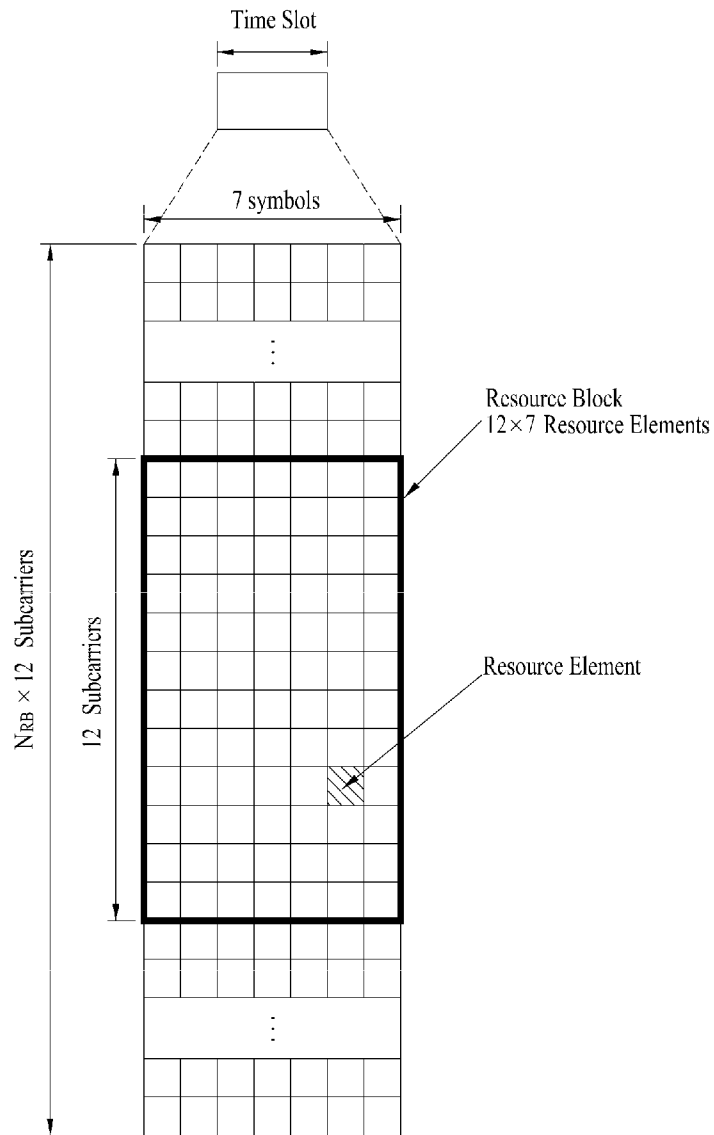 Time Slot
7 symbols
⋮
Resource Block
12×7 Resource Elements
NRB × 12 Subcarriers
12 Subcarriers
Resource Element
⋮